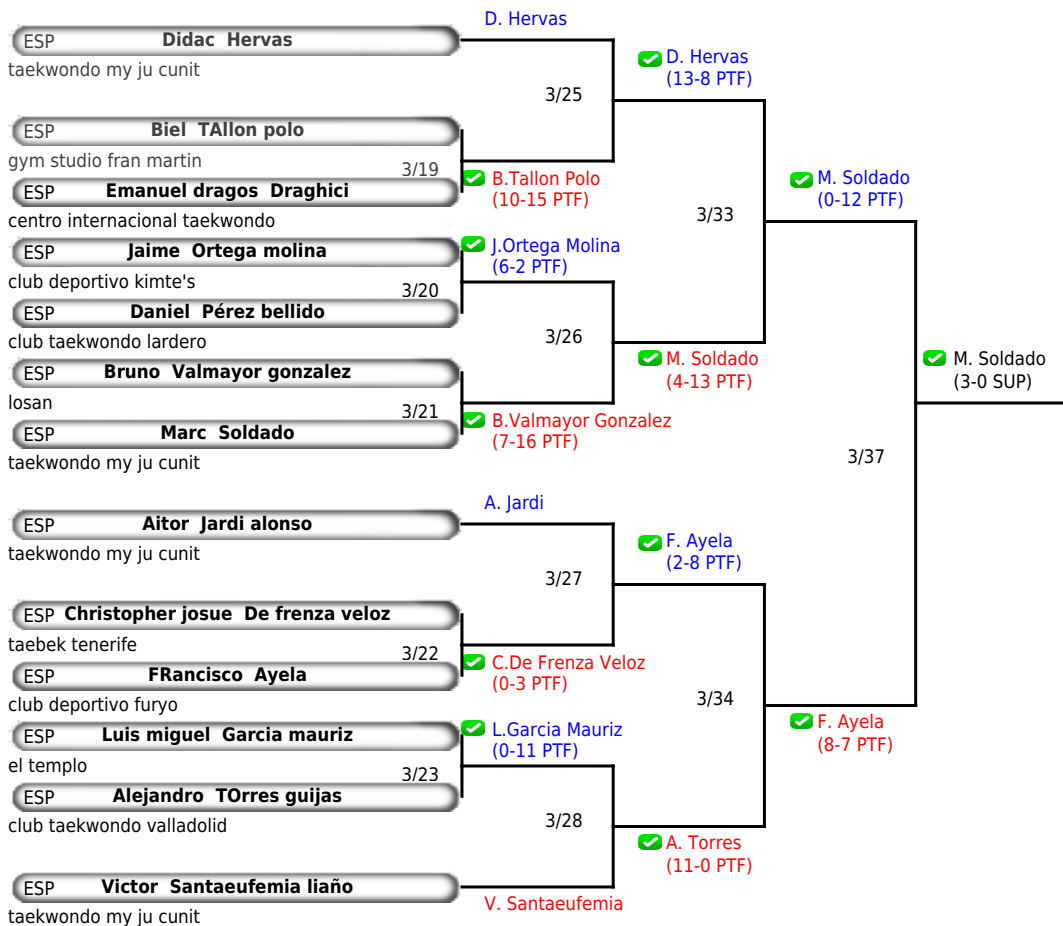 D. Hervas
ESP Didac Hervas
taekwondo my ju cunit
D. Hervas
(13-8 PTF)
3/25
ESP Biel TAllon polo
gym studio fran martin
3/19
ESP Emanuel dragos Draghici
centro internacional taekwondo
B.Tallon Polo
(10-15 PTF)
M. Soldado
(0-12 PTF)
3/33
ESP Jaime Ortega molina
club deportivo kimte's
J.Ortega Molina
(6-2 PTF)
3/20
ESP Daniel Pérez bellido
club taekwondo lardero
3/26
ESP Bruno Valmayor gonzalez
losan
M. Soldado
(4-13 PTF)
M. Soldado
(3-0 SUP)
3/21
ESP Marc Soldado
taekwondo my ju cunit
B.Valmayor Gonzalez
(7-16 PTF)
3/37
A. Jardi
ESP Aitor Jardi alonso
taekwondo my ju cunit
F. Ayela
(2-8 PTF)
3/27
ESP Christopher josue De frenza veloz
taebek tenerife
3/22
ESP FRancisco Ayela
club deportivo furyo
C.De Frenza Veloz
(0-3 PTF)
3/34
ESP Luis miguel Garcia mauriz
el templo
L.Garcia Mauriz
(0-11 PTF)
F. Ayela
(8-7 PTF)
3/23
ESP Alejandro TOrres guijas
club taekwondo valladolid
3/28
A. Torres
(11-0 PTF)
ESP Victor Santaeufemia liaño
taekwondo my ju cunit
V. Santaeufemia